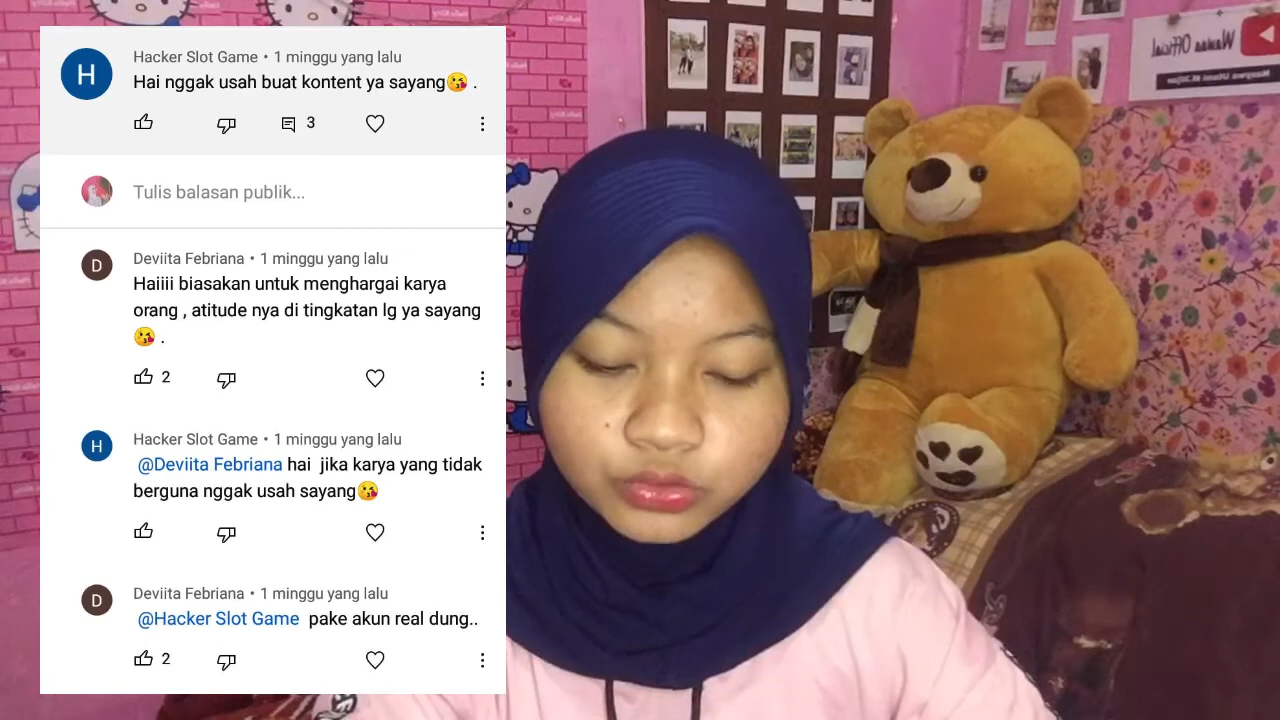 Hacker Slot Game • 1 minggu yang lalu
Hai nggak usah buat kontent ya sayang😘 .
3
Tulis balasan publik...
Deviita Febriana • 1 minggu yang lalu
Haiiii biasakan untuk menghargai karya
orang , atitude nya di tingkatan lg ya sayang
😘 .
2
Hacker Slot Game • 1 minggu yang lalu
@Deviita Febriana hai jika karya yang tidak
berguna nggak usah sayang😘
Deviita Febriana • 1 minggu yang lalu
@Hacker Slot Game pake akun real dung..
2
H
H
D
D
Hello Kitty
Official